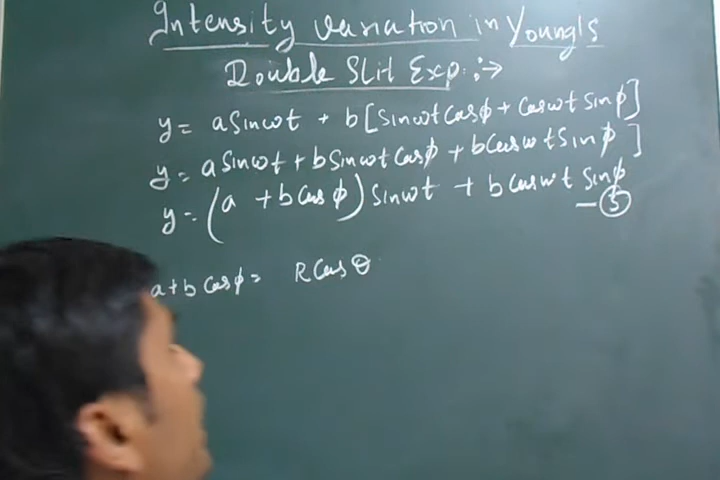 Intensity variation in Young's
Double Slit Exp. :→
y = a Sinωt + b[Sinωt Cosφ + Cosωt Sinφ]
y = a Sinωt + b Sinωt Cosφ + b Cosωt Sinφ ]
y = (a + b Cos φ) Sinωt + b Cosωt Sinφ
— (5)
a + b Cosφ = R Cos θ